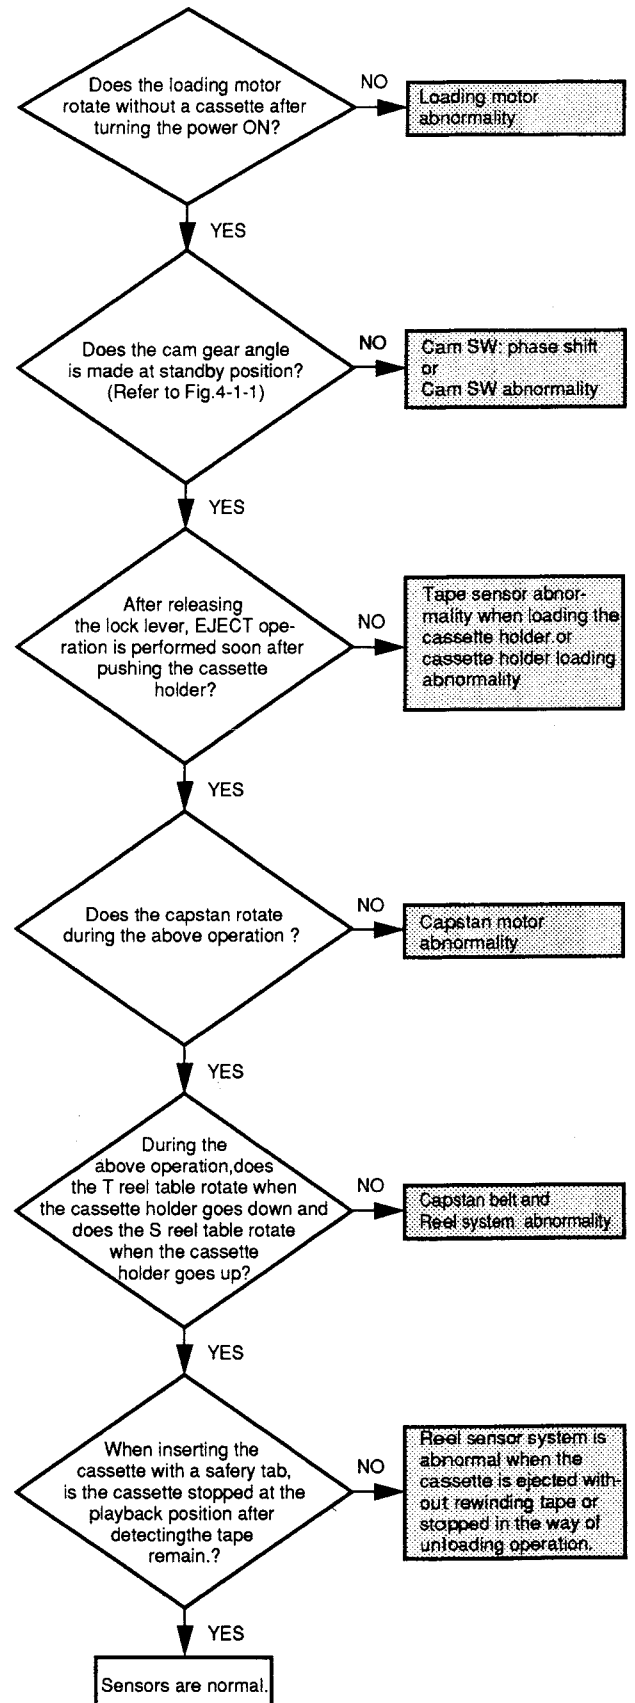 Does the loading motor
rotate without a cassette after
turning the power ON?
NO
Loading motor
abnormality
YES
Does the cam gear angle
is made at standby position?
(Refer to Fig.4-1-1)
NO
Cam SW: phase shift
or
Cam SW abnormality
YES
After releasing
the lock lever, EJECT ope-
ration is performed soon after
pushing the cassette
holder?
NO
Tape sensor abnor-
mality when loading the
cassette holder or
cassette holder loading
abnormality
YES
Does the capstan rotate
during the above operation ?
NO
Capstan motor
abnormality
YES
During the
above operation,does
the T reel table rotate when
the cassette holder goes down and
does the S reel table rotate
when the cassette
holder goes up?
NO
Capstan belt and
Reel system abnormality
YES
When inserting the
cassette with a safery tab,
is the cassette stopped at the
playback position after
detectingthe tape
remain.?
NO
Reel sensor system is
abnormal when the
cassette is ejected with-
out rewinding tape or
stopped in the way of
unloading operation.
YES
Sensors are normal.